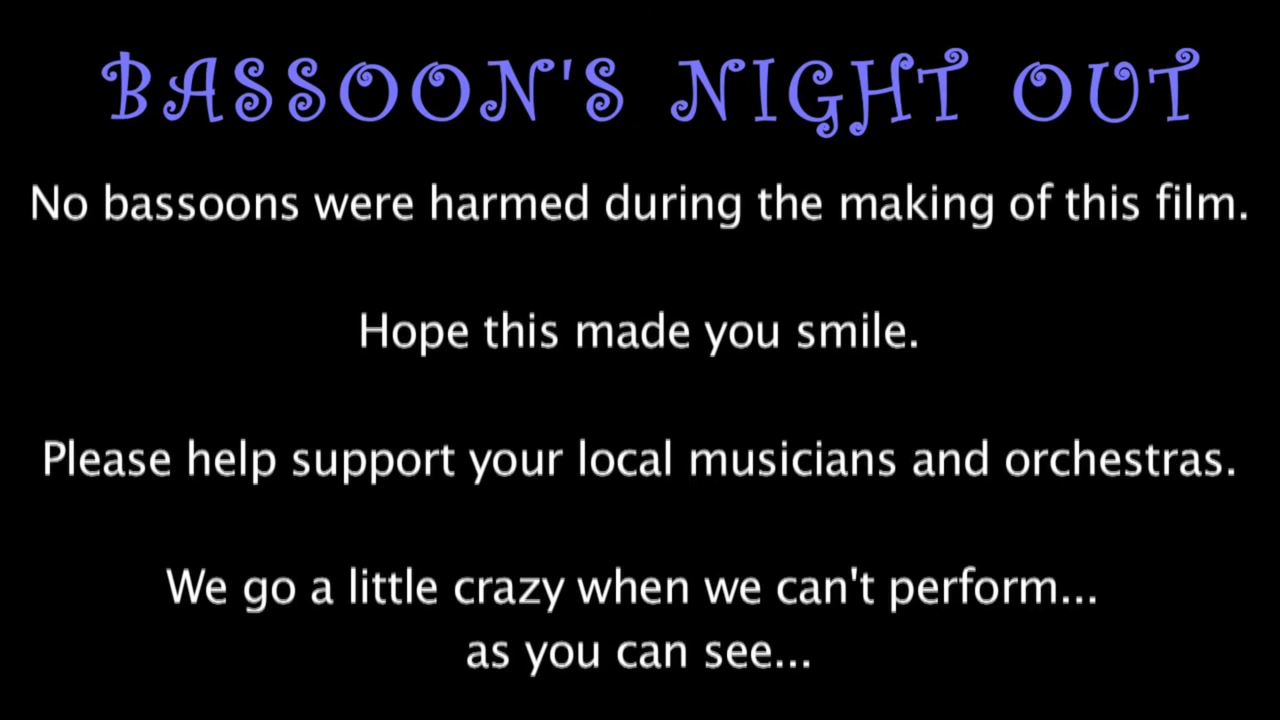 BASSOON'S NIGHT OUT
No bassoons were harmed during the making of this film.
Hope this made you smile.
Please help support your local musicians and orchestras.
We go a little crazy when we can't perform...
as you can see...